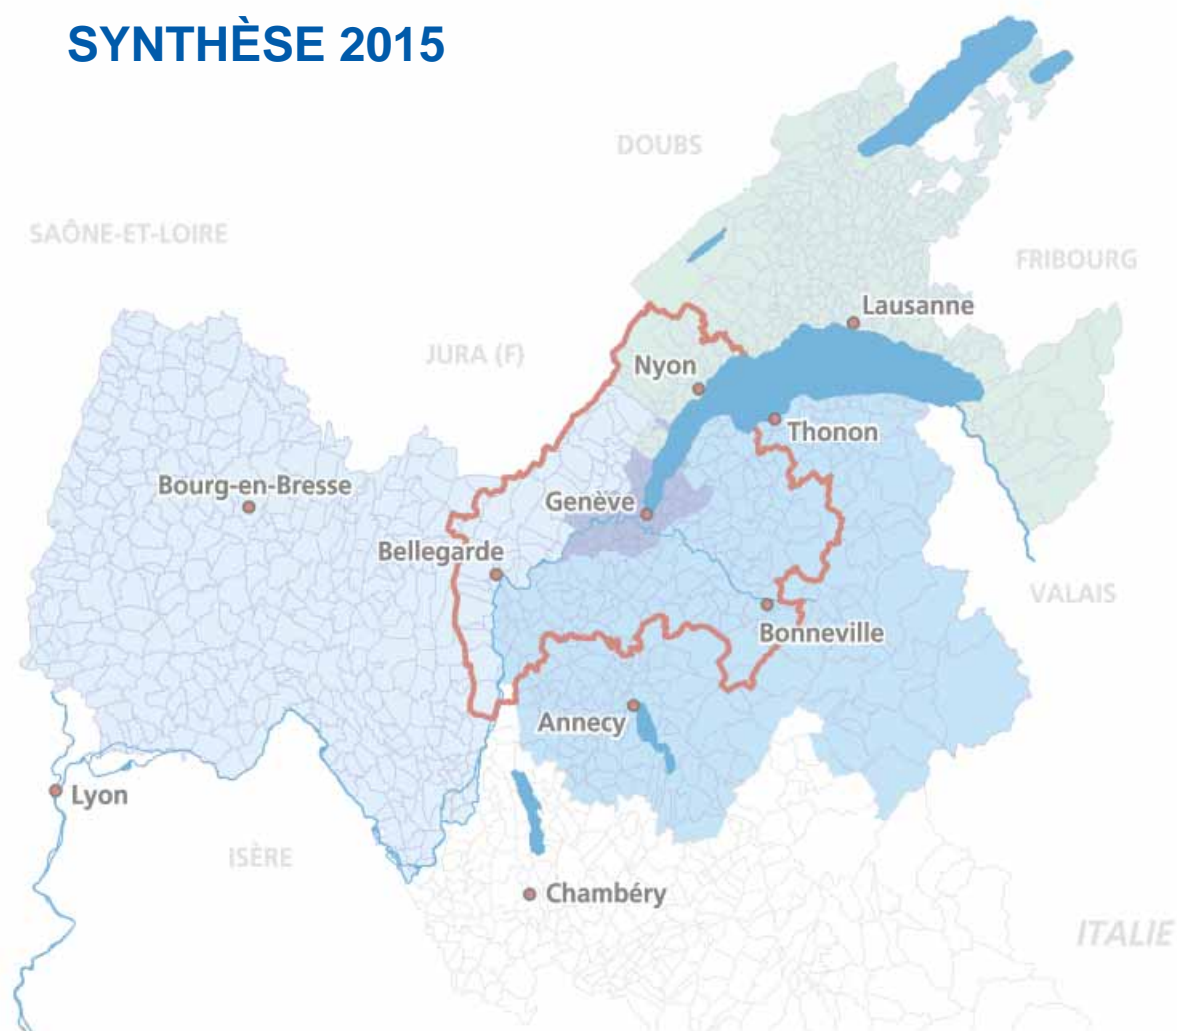 SYNTHÈSE 2015
DOUBS
SAÔNE-ET-LOIRE
FRIBOURG
Lausanne
JURA (F)
Nyon
Thonon
Bourg-en-Bresse
Genève
Bellegarde
VALAIS
Bonneville
Annecy
Lyon
ISÈRE
Chambéry
ITALIE